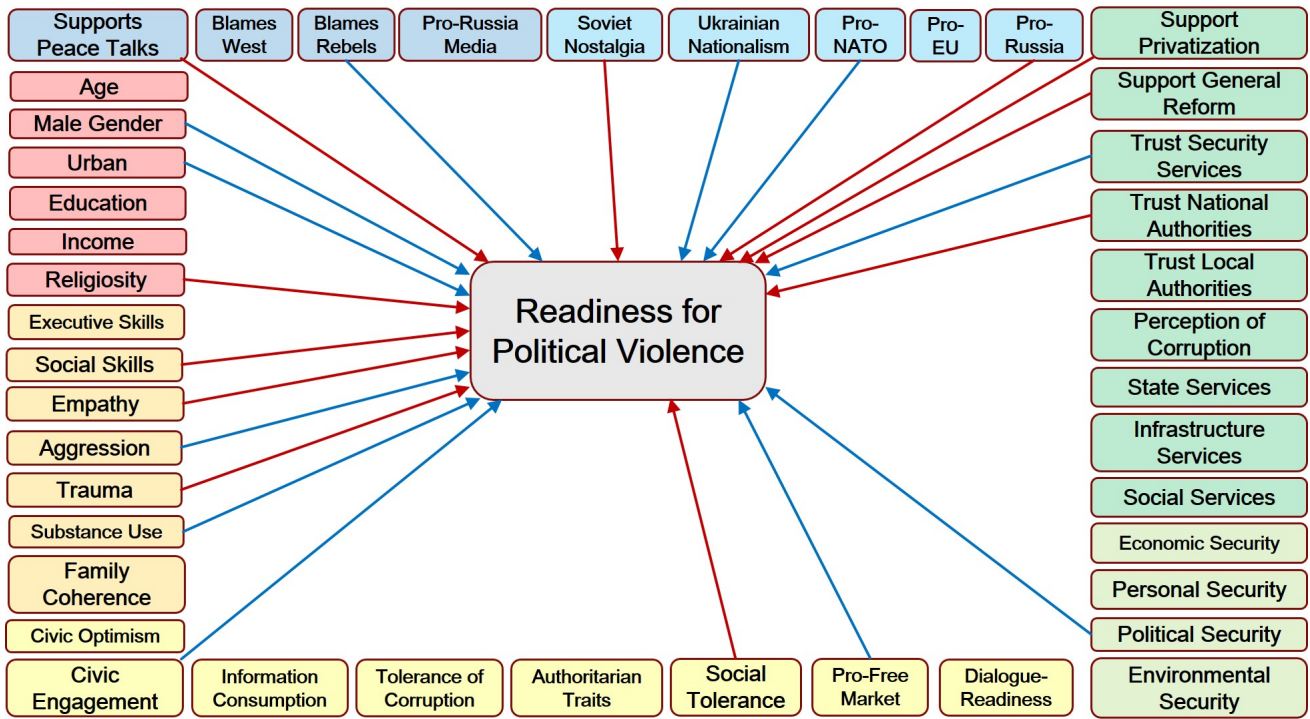 Supports
Peace Talks
Blames
West
Blames
Rebels
Pro-Russia
Media
Soviet
Nostalgia
Ukrainian
Nationalism
Pro-
NATO
Pro-
EU
Pro-
Russia
Support
Privatization
Age
Male Gender
Urban
Education
Income
Religiosity
Executive Skills
Social Skills
Empathy
Aggression
Trauma
Substance Use
Family
Coherence
Civic Optimism
Civic
Engagement
Readiness for
Political Violence
Support General
Reform
Trust Security
Services
Trust National
Authorities
Trust Local
Authorities
Perception of
Corruption
State Services
Infrastructure
Services
Social Services
Economic Security
Personal Security
Political Security
Environmental
Security
Information
Consumption
Tolerance of
Corruption
Authoritarian
Traits
Social
Tolerance
Pro-Free
Market
Dialogue-
Readiness